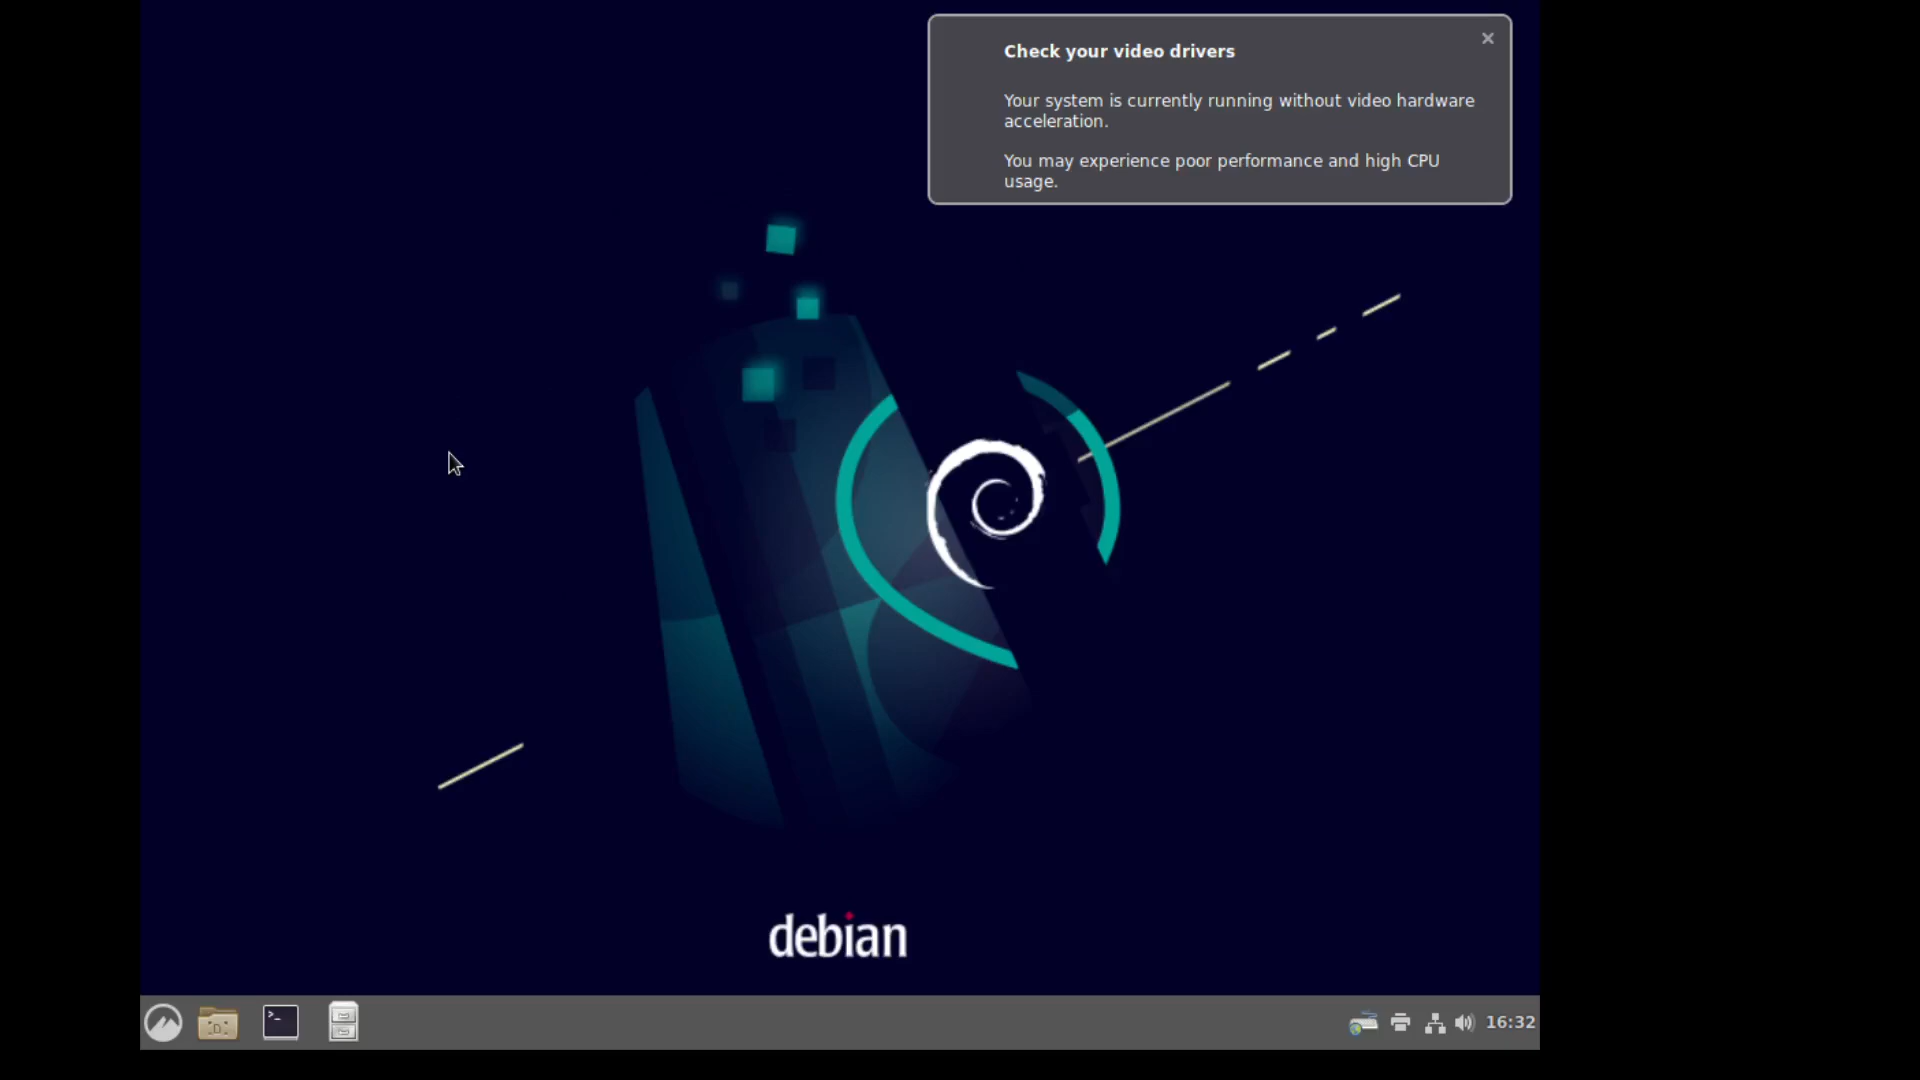 Check your video drivers
Your system is currently running without video hardware
acceleration.
You may experience poor performance and high CPU
usage.
debian
>_
:D:
16:32